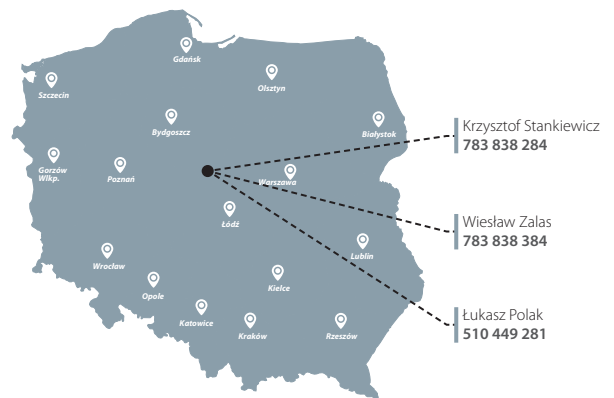 Gdańsk
Szczecin
Olsztyn
Bydgoszcz
Białystok
Gorzów
Wlkp.
Poznań
Warszawa
Łódź
Wrocław
Lublin
Opole
Kielce
Katowice
Kraków
Rzeszów
Krzysztof Stankiewicz
783 838 284
Wiesław Zalas
783 838 384
Łukasz Polak
510 449 281